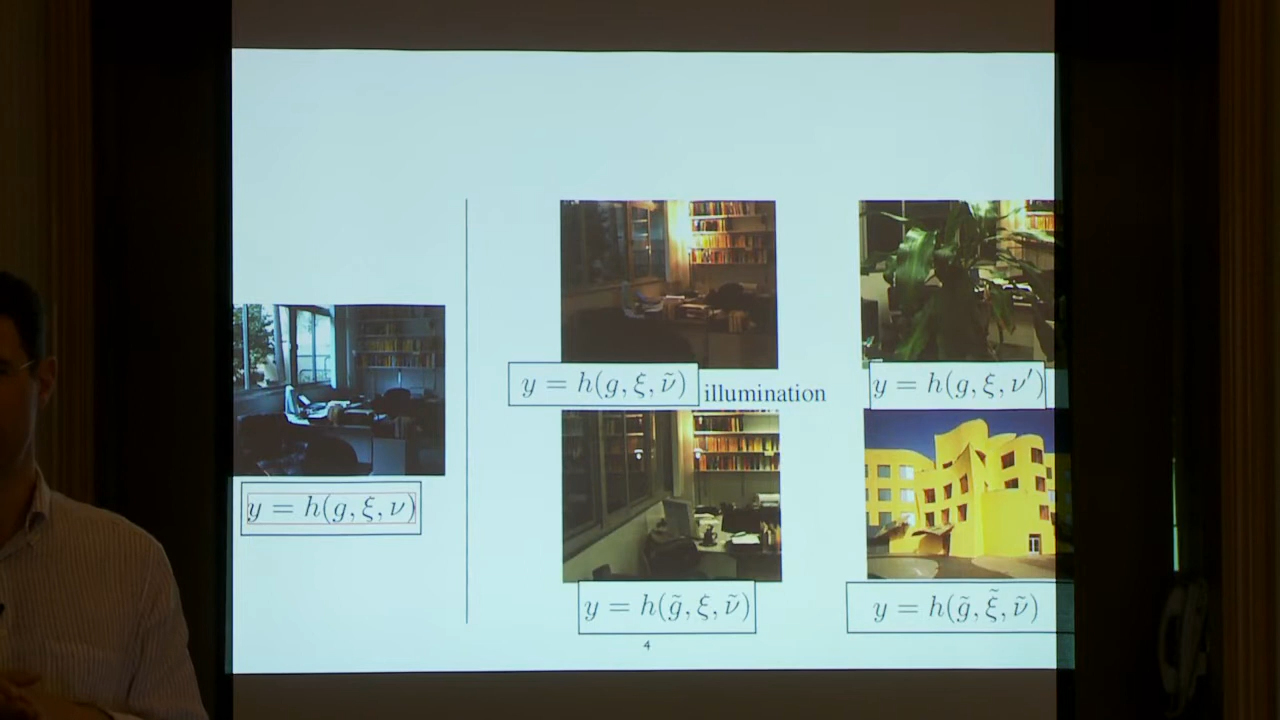 y = h(g, ξ, ν̃)
illumination
y = h(g, ξ, ν′)
y = h(g, ξ, ν)
y = h(g̃, ξ, ν̃)
y = h(g̃, ξ̃, ν̃)
4